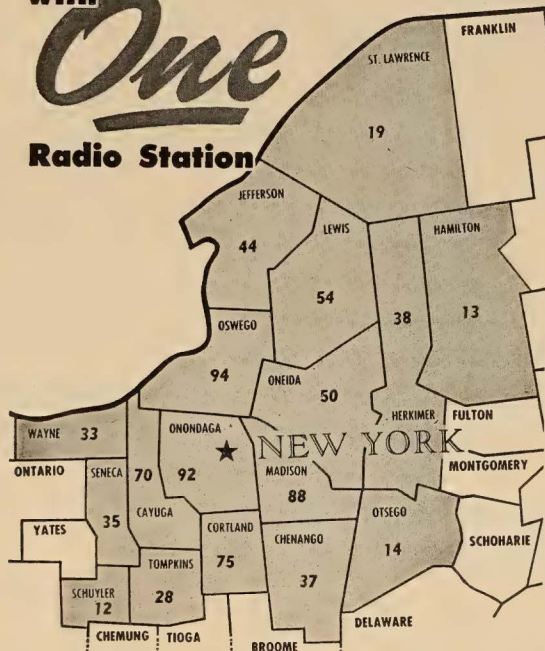 with
One
Radio Station
FRANKLIN
ST. LAWRENCE
19
JEFFERSON
44
LEWIS
54
HAMILTON
13
38
HERKIMER
OSWEGO
94
ONEIDA
50
FULTON
WAYNE 33
ONONDAGA
92
NEW YORK
MONTGOMERY
ONTARIO
SENECA
35
70
CAYUGA
MADISON
88
OTSEGO
14
SCHOHARIE
YATES
CORTLAND
75
CHENANGO
37
TOMPKINS
28
SCHUYLER
12
DELAWARE
CHEMUNG
TIOGA
BROOME